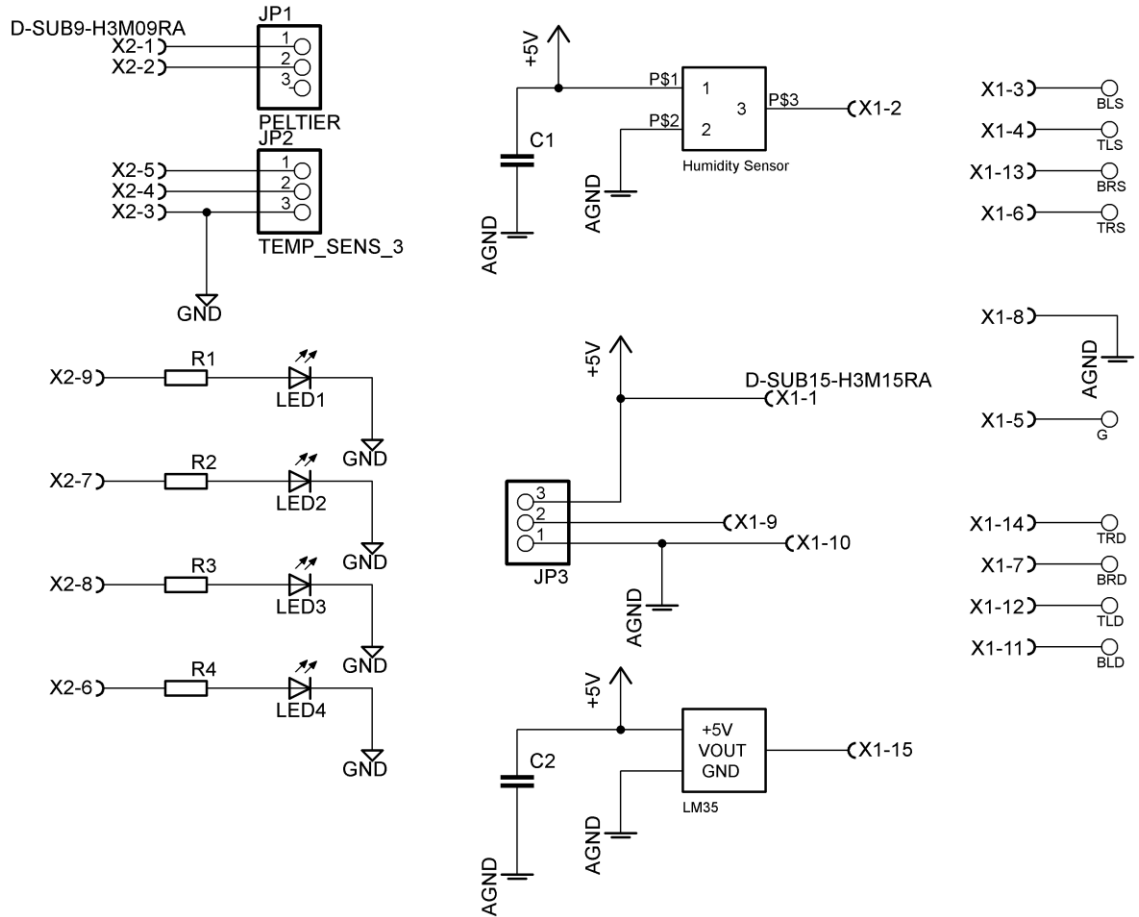 JP1
D-SUB9-H3M09RA
X2-1
1
X2-2
2
3
PELTIER
JP2
X2-5
1
X2-4
2
X2-3
3
TEMP_SENS_3
GND
R1
X2-9
LED1
GND
R2
X2-7
LED2
GND
R3
X2-8
LED3
GND
R4
X2-6
LED4
GND
+5V
P$1
1
3
P$3
X1-2
P$2
2
C1
Humidity Sensor
AGND
AGND
+5V
D-SUB15-H3M15RA
X1-1
3
2
X1-9
1
X1-10
JP3
AGND
+5V
+5V
VOUT
GND
X1-15
C2
LM35
AGND
AGND
X1-3
BLS
X1-4
TLS
X1-13
BRS
X1-6
TRS
X1-8
AGND
X1-5
G
X1-14
TRD
X1-7
BRD
X1-12
TLD
X1-11
BLD